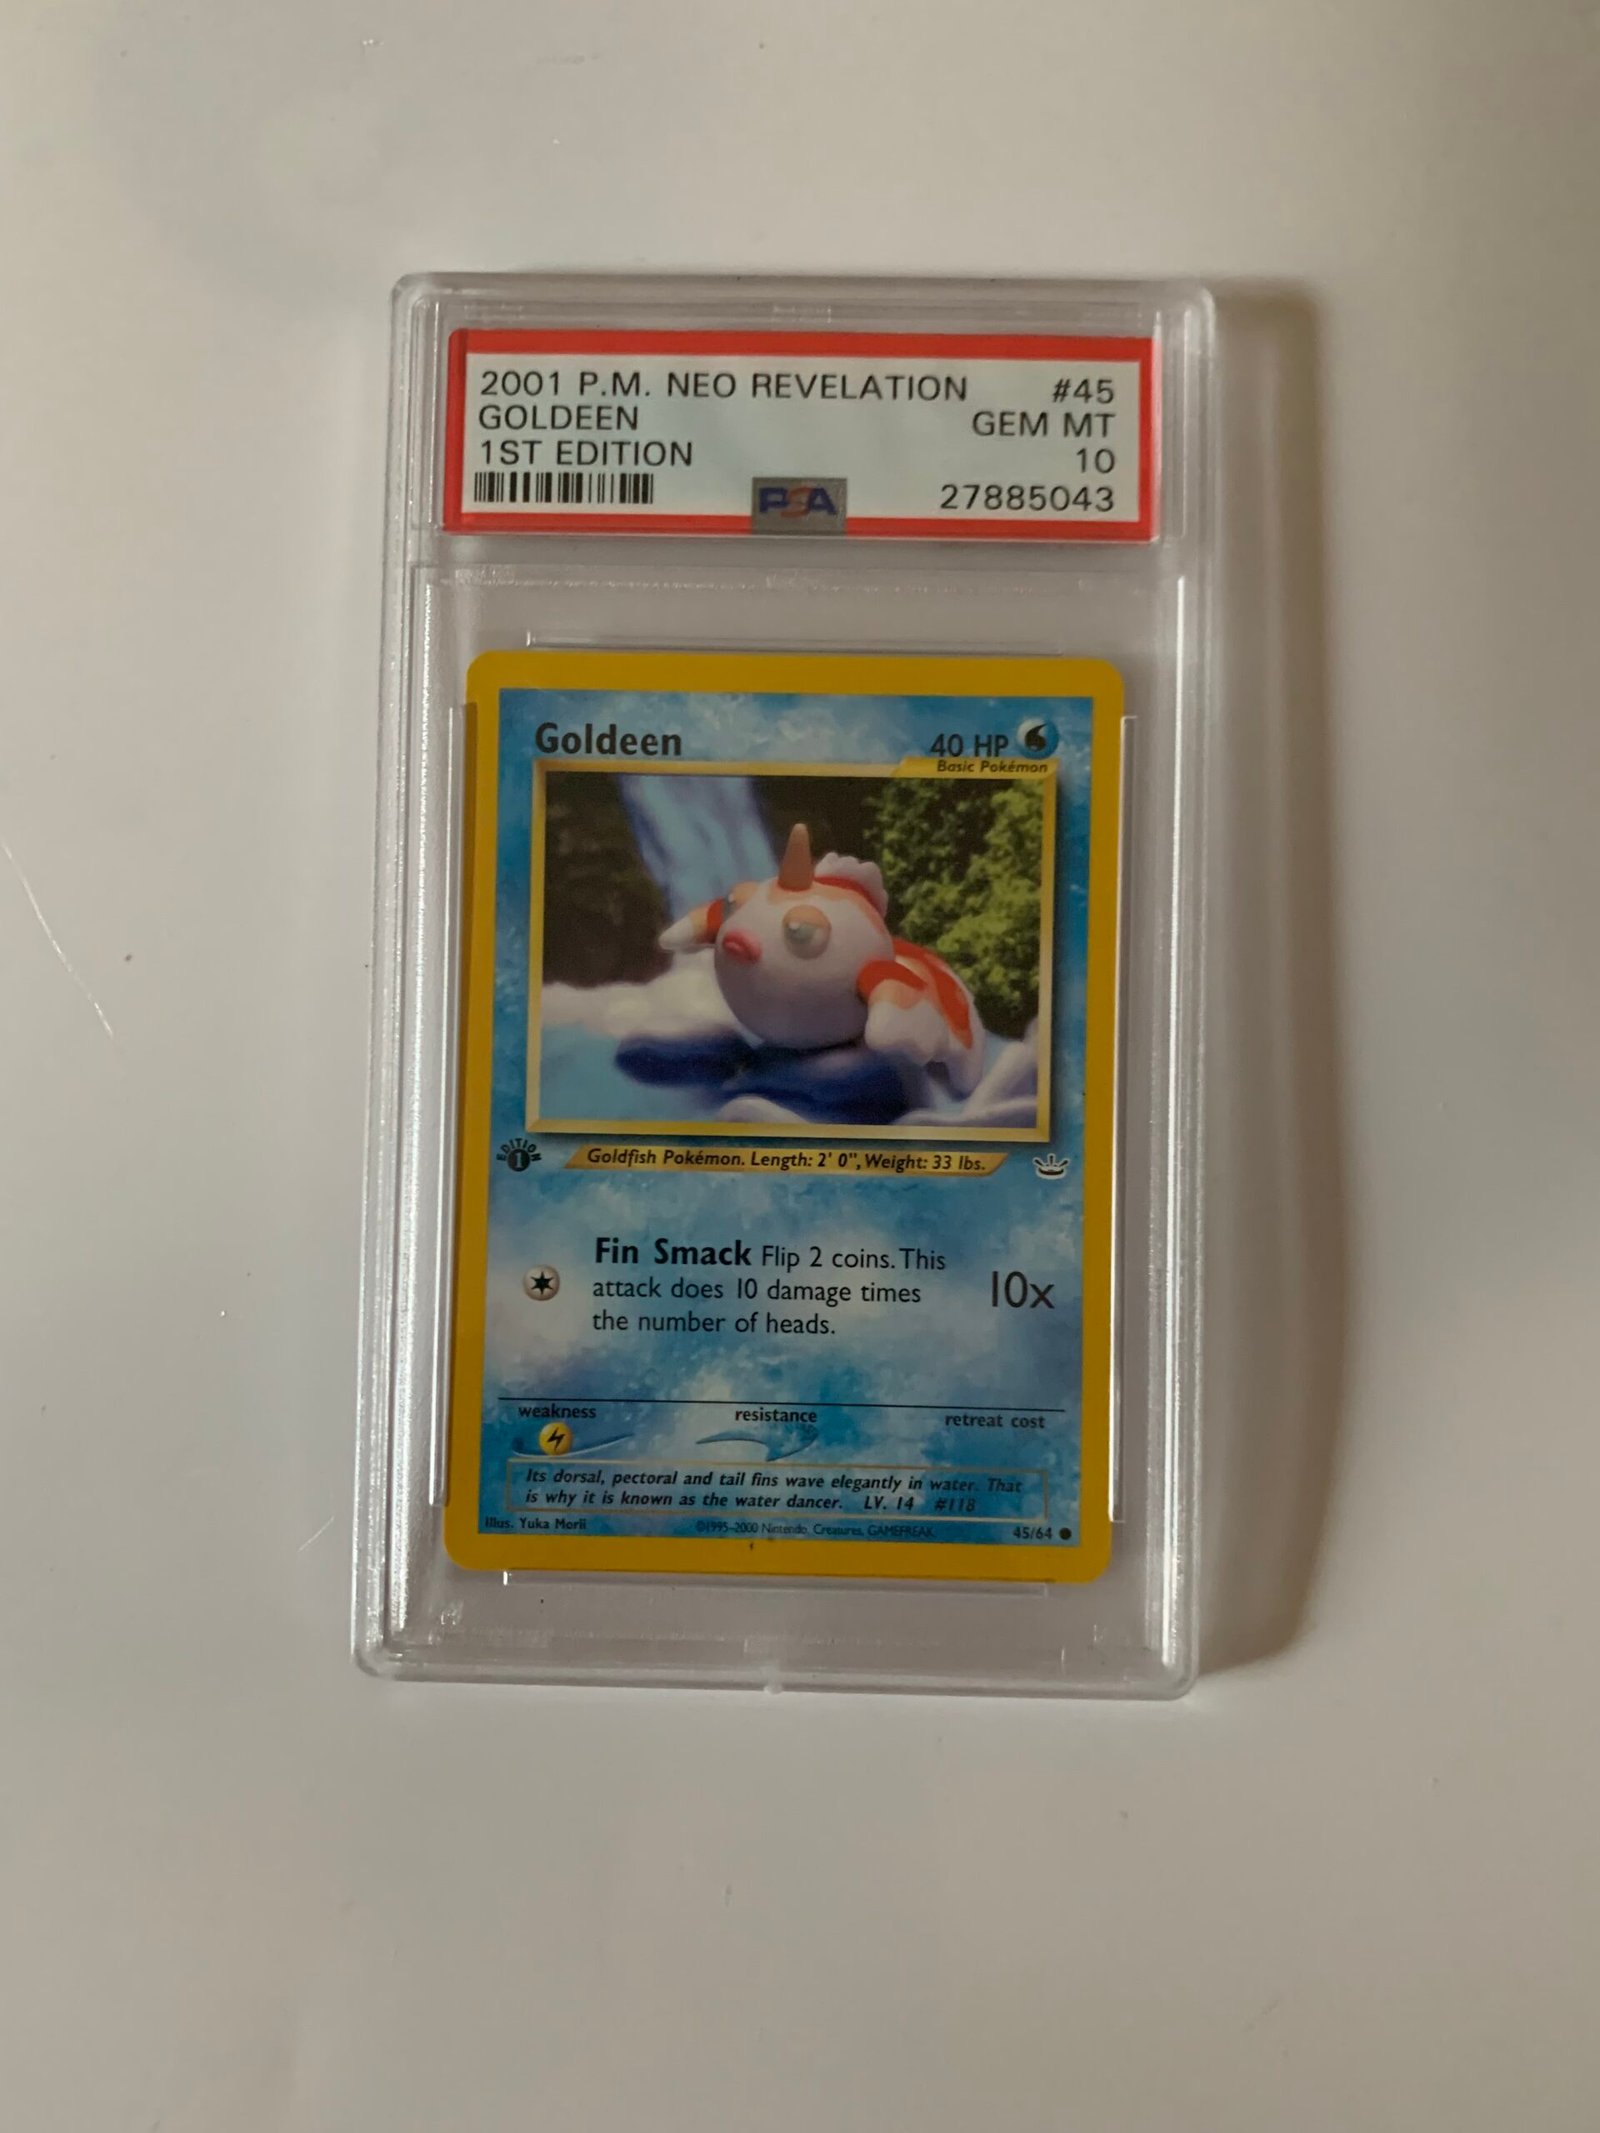 2001 P.M. NEO REVELATION #45
GOLDEEN GEM MT
1ST EDITION 10
PSA 27885043
Goldeen 40 HP
Basic Pokémon
EDITION 1
Goldfish Pokémon. Length: 2' 0", Weight: 33 lbs.
Fin Smack Flip 2 coins. This
attack does 10 damage times
the number of heads.
10x
weakness resistance retreat cost
Its dorsal, pectoral and tail fins wave elegantly in water. That
is why it is known as the water dancer. LV. 14 #118
Illus. Yuka Morii ©1995-2000 Nintendo, Creatures, GAMEFREAK. 45/64